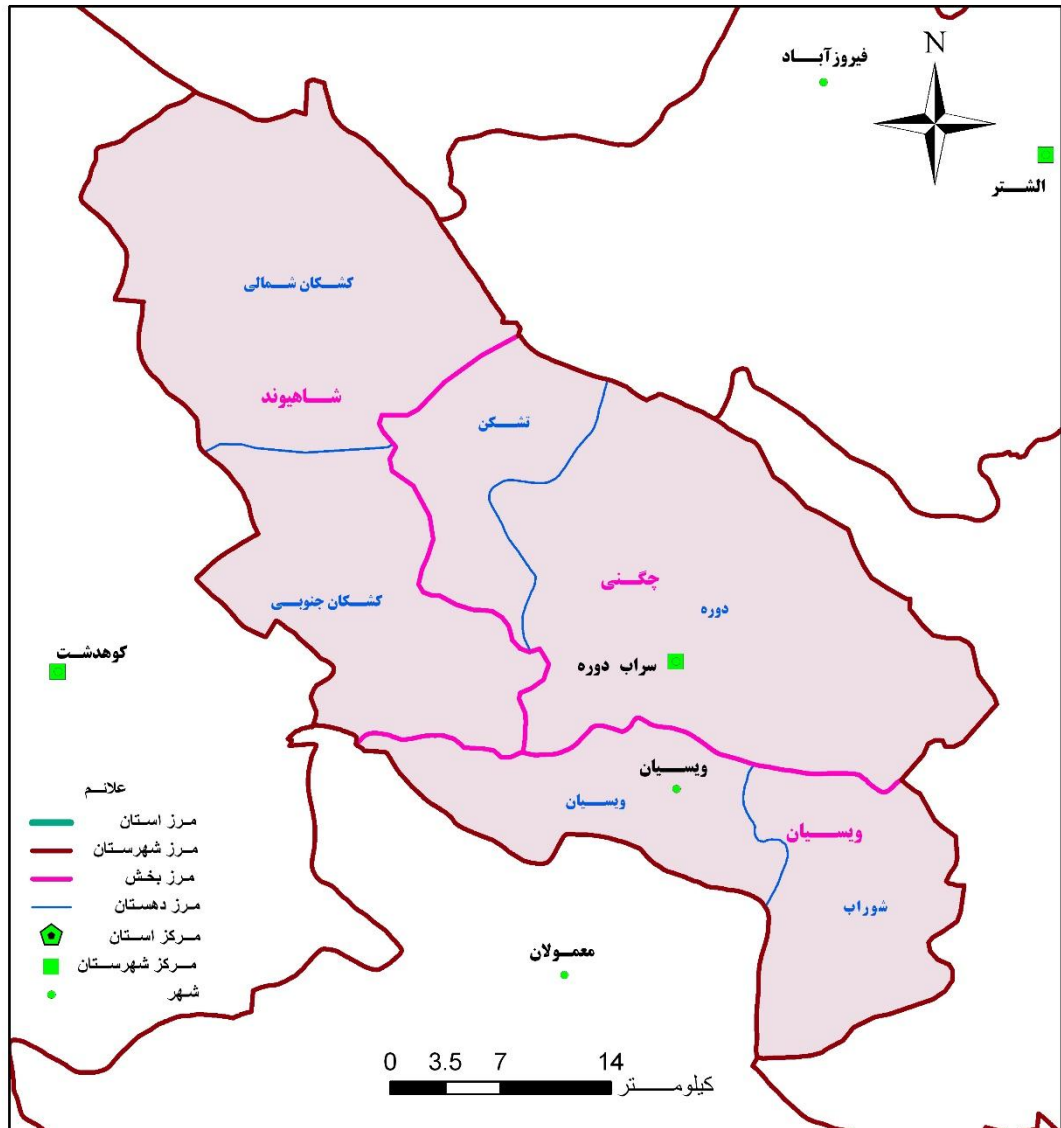 فیروزآباد
N
الشتر
کشکان شمالی
شاهیوند
تشکن
چگنی
دوره
کشکان جنوبی
کوهدشت
سراب دوره
ویسیان
ویسیان
ویسیان
شوراب
معمولان
علائم
مرز استان
مرز شهرستان
مرز بخش
مرز دهستان
مرکز استان
مرکز شهرستان
شهر
0 3.5 7 14
کیلومتر